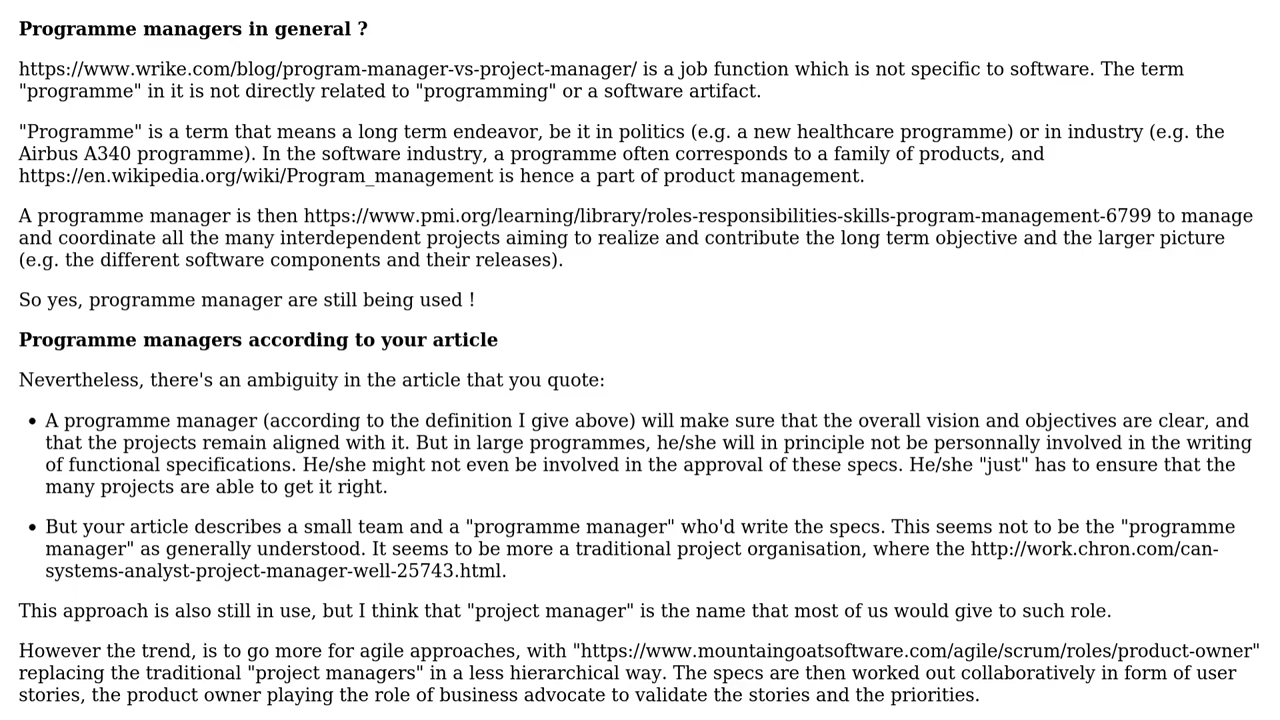 Programme managers in general ?
https://www.wrike.com/blog/program-manager-vs-project-manager/ is a job function which is not specific to software. The term
"programme" in it is not directly related to "programming" or a software artifact.
"Programme" is a term that means a long term endeavor, be it in politics (e.g. a new healthcare programme) or in industry (e.g. the
Airbus A340 programme). In the software industry, a programme often corresponds to a family of products, and
https://en.wikipedia.org/wiki/Program_management is hence a part of product management.
A programme manager is then https://www.pmi.org/learning/library/roles-responsibilities-skills-program-management-6799 to manage
and coordinate all the many interdependent projects aiming to realize and contribute the long term objective and the larger picture
(e.g. the different software components and their releases).
So yes, programme manager are still being used !
Programme managers according to your article
Nevertheless, there's an ambiguity in the article that you quote:
• A programme manager (according to the definition I give above) will make sure that the overall vision and objectives are clear, and
that the projects remain aligned with it. But in large programmes, he/she will in principle not be personnally involved in the writing
of functional specifications. He/she might not even be involved in the approval of these specs. He/she "just" has to ensure that the
many projects are able to get it right.
• But your article describes a small team and a "programme manager" who'd write the specs. This seems not to be the "programme
manager" as generally understood. It seems to be more a traditional project organisation, where the http://work.chron.com/can-
systems-analyst-project-manager-well-25743.html.
This approach is also still in use, but I think that "project manager" is the name that most of us would give to such role.
However the trend, is to go more for agile approaches, with "https://www.mountaingoatsoftware.com/agile/scrum/roles/product-owner"
replacing the traditional "project managers" in a less hierarchical way. The specs are then worked out collaboratively in form of user
stories, the product owner playing the role of business advocate to validate the stories and the priorities.